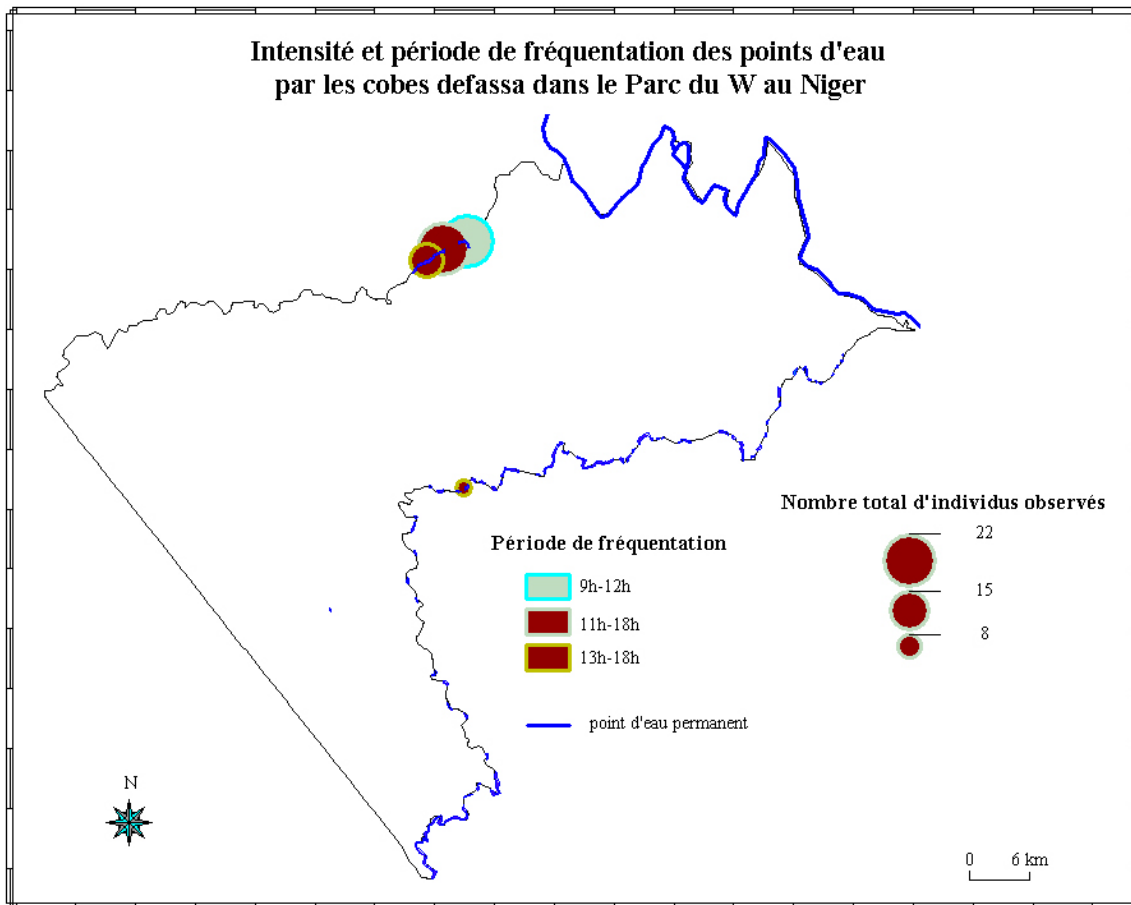 Intensité et période de fréquentation des points d'eau
par les cobes defassa dans le Parc du W au Niger
Nombre total d'individus observés
22
15
8
Période de fréquentation
9h-12h
11h-18h
13h-18h
point d'eau permanent
N
0 6 km